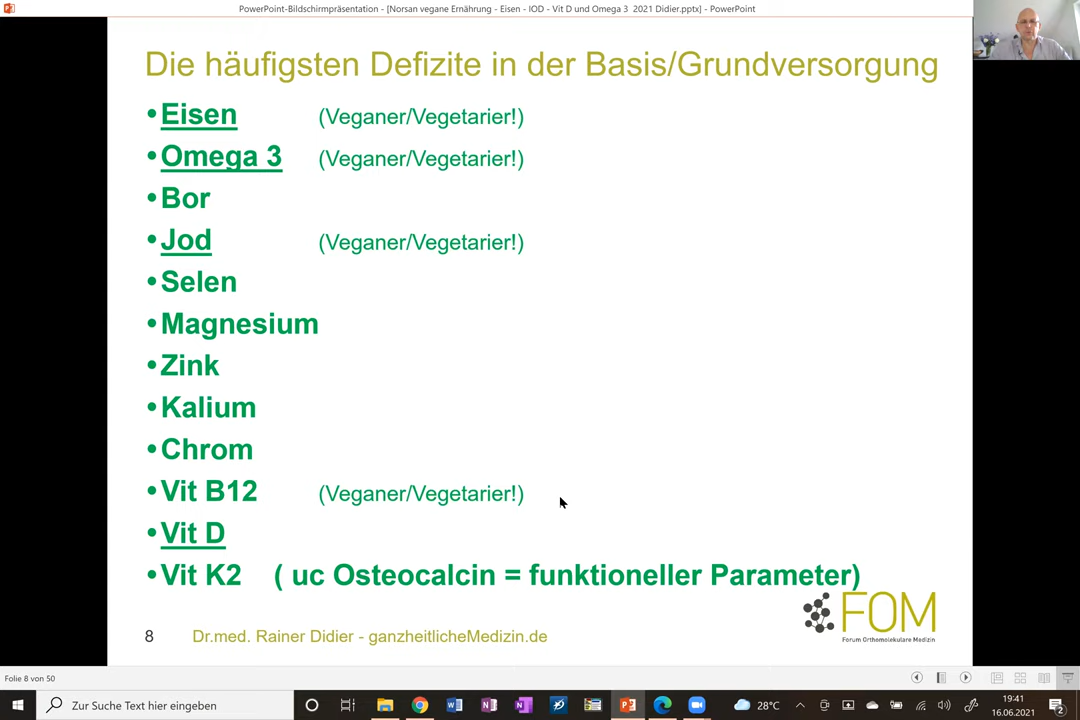 PowerPoint-Bildschirmpräsentation - [Norsan vegane Ernährung - Eisen - IOD - Vit D und Omega 3 2021 Didier.pptx] - PowerPoint
Die häufigsten Defizite in der Basis/Grundversorgung
•Eisen (Veganer/Vegetarier!)
•Omega 3 (Veganer/Vegetarier!)
•Bor
•Jod (Veganer/Vegetarier!)
•Selen
•Magnesium
•Zink
•Kalium
•Chrom
•Vit B12 (Veganer/Vegetarier!)
•Vit D
•Vit K2 ( uc Osteocalcin = funktioneller Parameter)
FOM
Forum Orthomolekulare Medizin
8 Dr.med. Rainer Didier - ganzheitlicheMedizin.de
Folie 8 von 50
Zur Suche Text hier eingeben
28°C
19:41
16.06.2021
2